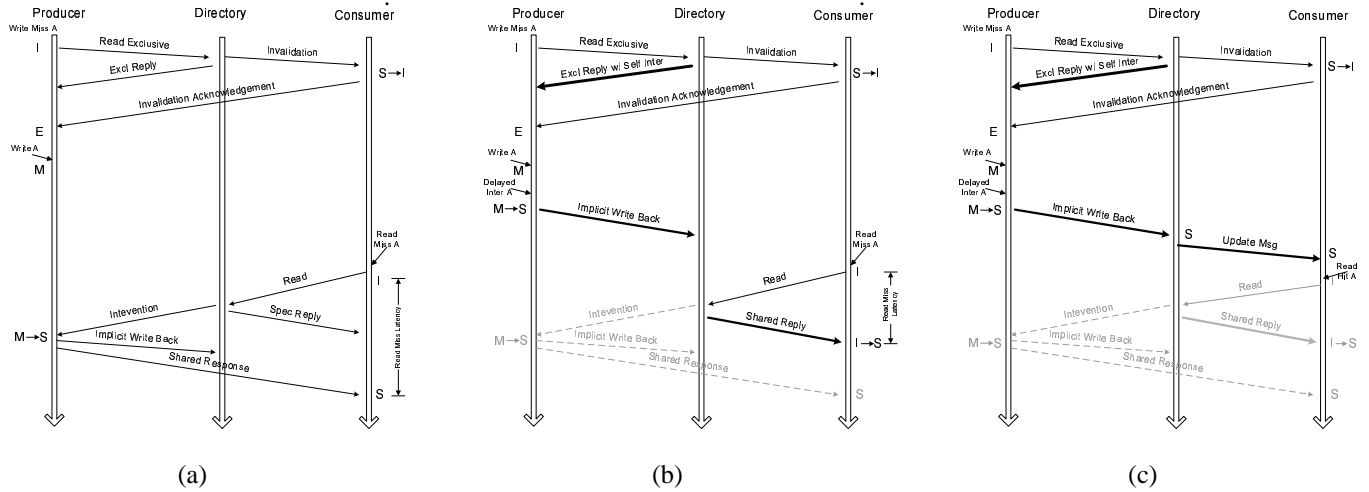 Producer
Directory
Consumer
Write Miss A
I
Read Exclusive
Invalidation
Excl Reply
S→I
Invalidation Acknowledgement
E
Write A
M
Read
Miss A
Read
I
Intevention
Spec Reply
Read Miss Latency
M→S
Implicit Write Back
Shared Response
S
(a)
Producer
Directory
Consumer
Write Miss A
I
Read Exclusive
Invalidation
Excl Reply w/ Self Inter
S→I
Invalidation Acknowledgement
E
Write A
M
Delayed
Inter A
M→S
Implicit Write Back
Read
Miss A
Read
I
Read Miss
Latency
Intevention
Shared Reply
M→S
Implicit Write Back
I→S
Shared Response
S
(b)
Producer
Directory
Consumer
Write Miss A
I
Read Exclusive
Invalidation
Excl Reply w/ Self Inter
S→I
Invalidation Acknowledgement
E
Write A
M
Delayed
Inter A
M→S
Implicit Write Back
S
Update Msg
S
Read
Hit A
Read
I
Intevention
Shared Reply
M→S
Implicit Write Back
I→S
Shared Response
S
(c)